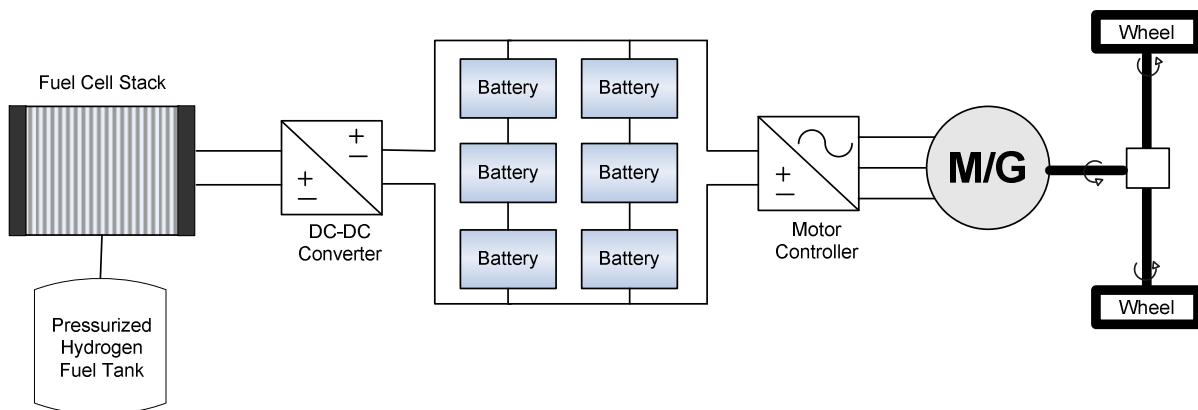 Fuel Cell Stack
Pressurized
Hydrogen
Fuel Tank
+
−
+
−
DC-DC
Converter
Battery
Battery
Battery
Battery
Battery
Battery
+
−
Motor
Controller
M/G
Wheel
Wheel